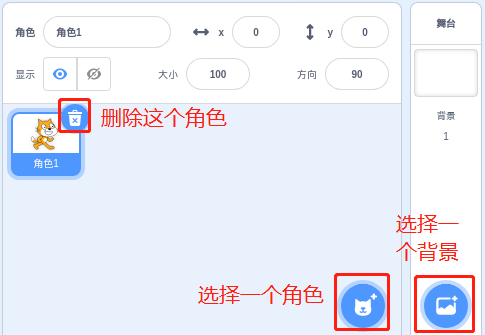 角色 角色1 x 0 y 0
显示 大小 100 方向 90
删除这个角色
角色1
选择一个角色
舞台
背景
1
选择一
个背景